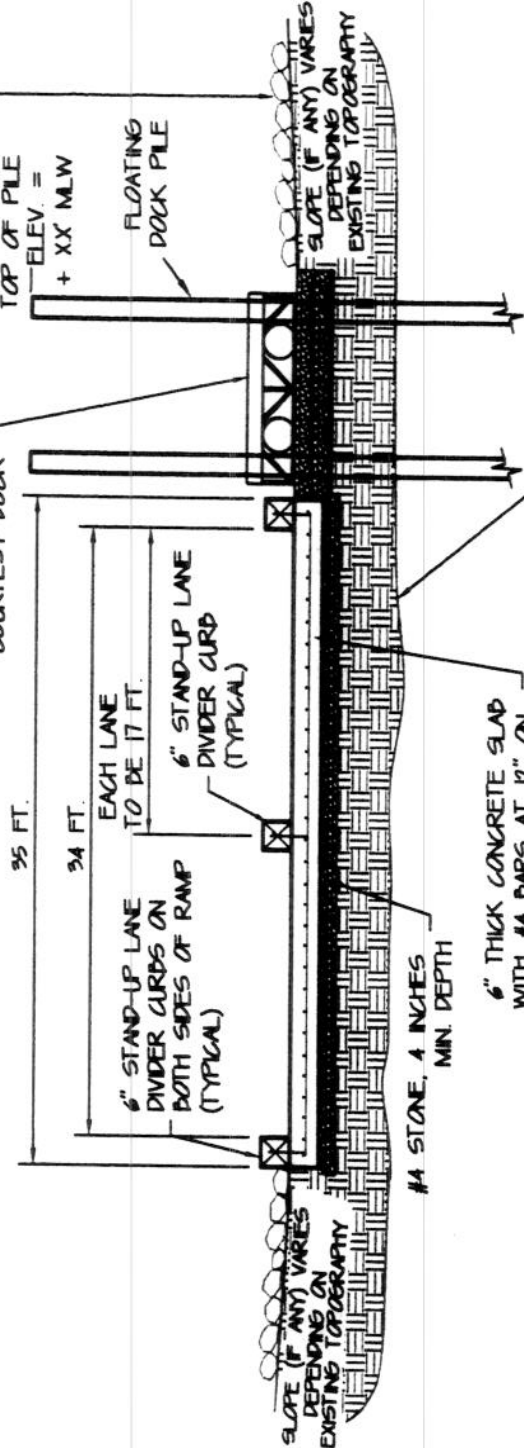 TOP OF PILE
ELEV. =
+ XX' MLW
FLOATING
DOCK PILE
COURTESY DOCK
35 FT.
34 FT.
EACH LANE
TO BE 17 FT.
6" STAND-UP LANE
DIVIDER CURBS ON
BOTH SIDES OF RAMP
(TYPICAL)
6" STAND-UP LANE
DIVIDER CURB
(TYPICAL)
SLOPE (IF ANY) VARIES
DEPENDING ON
EXISTING TOPOGRAPHY
SLOPE (IF ANY) VARIES
DEPENDING ON
EXISTING TOPOGRAPHY
#4 STONE, 4 INCHES
MIN. DEPTH
6" THICK CONCRETE SLAB
WITH #4 BARS AT 12" ON